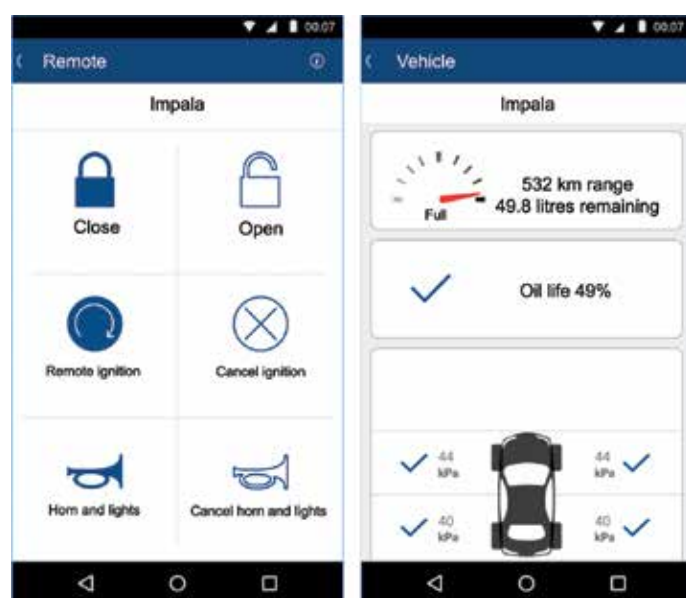 00:07
Remote
Impala
Close
Open
Remote ignition
Cancel ignition
Horn and lights
Cancel horn and lights
00:07
Vehicle
Impala
Full
532 km range
49.8 litres remaining
Oil life 49%
44
kPa
44
kPa
40
kPa
40
kPa